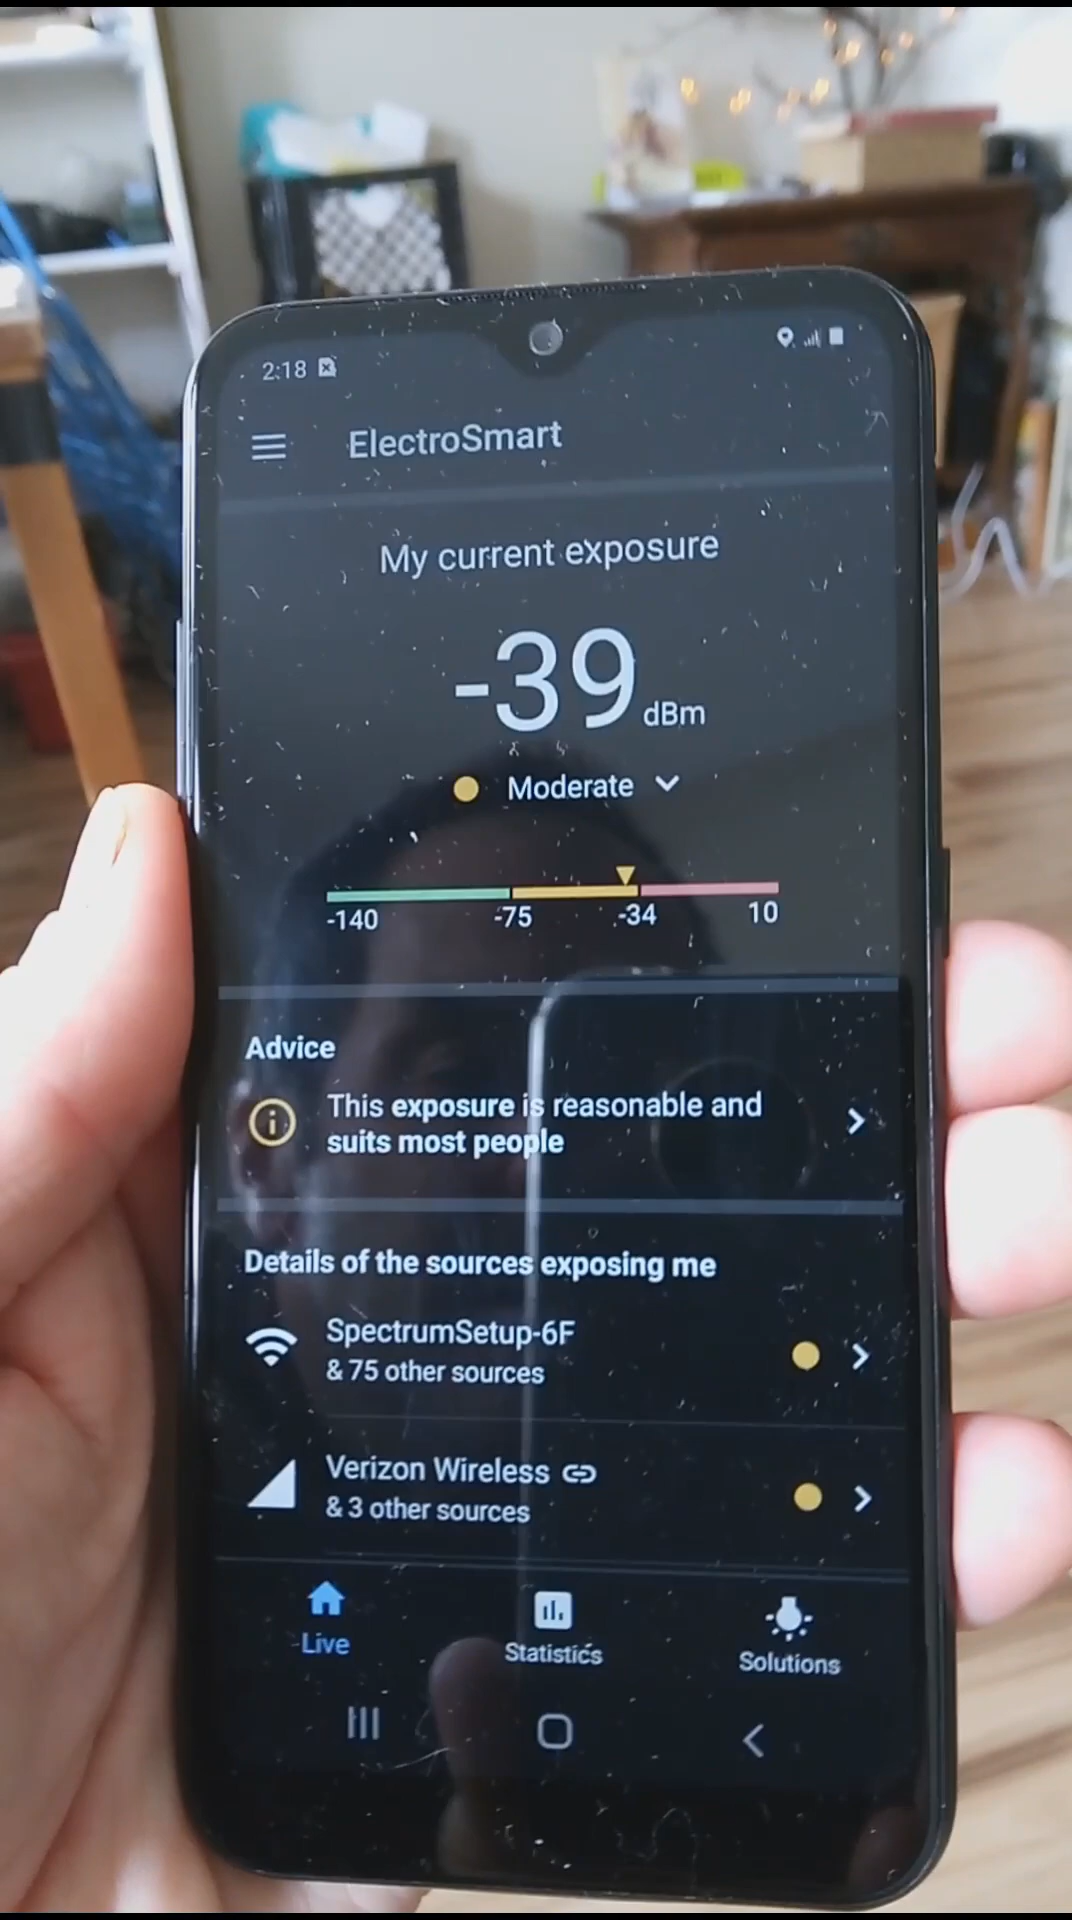 2:18
ElectroSmart
My current exposure
-39 dBm
Moderate
-140 -75 -34 10
Advice
This exposure is reasonable and
suits most people
Details of the sources exposing me
SpectrumSetup-6F
& 75 other sources
Verizon Wireless
& 3 other sources
Live Statistics Solutions